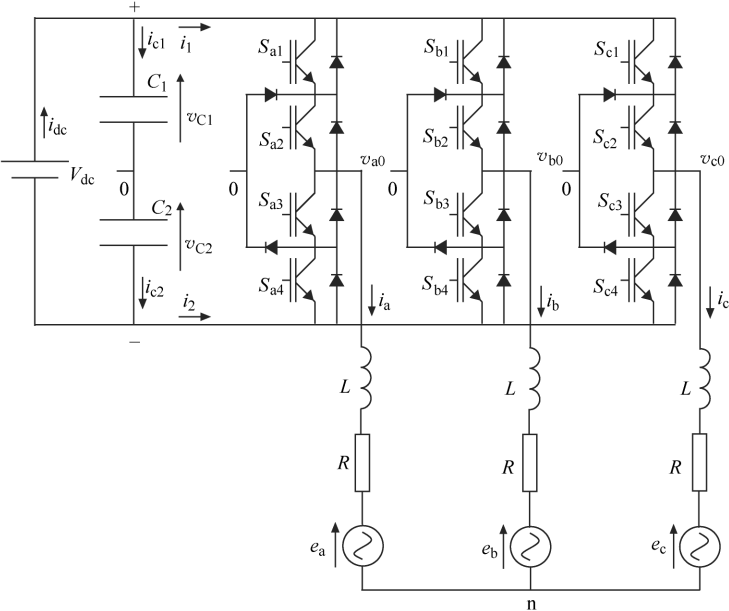 +
i_c1 i_1
S_a1 S_b1 S_c1
C_1
v_C1
i_dc
S_a2 S_b2 S_c2
V_dc
0 0 v_a0 0 v_b0 0 v_c0
C_2
S_a3 S_b3 S_c3
v_C2
i_c2 i_2
S_a4 S_b4 S_c4
i_a i_b i_c
−
L L L
R R R
e_a e_b e_c
n